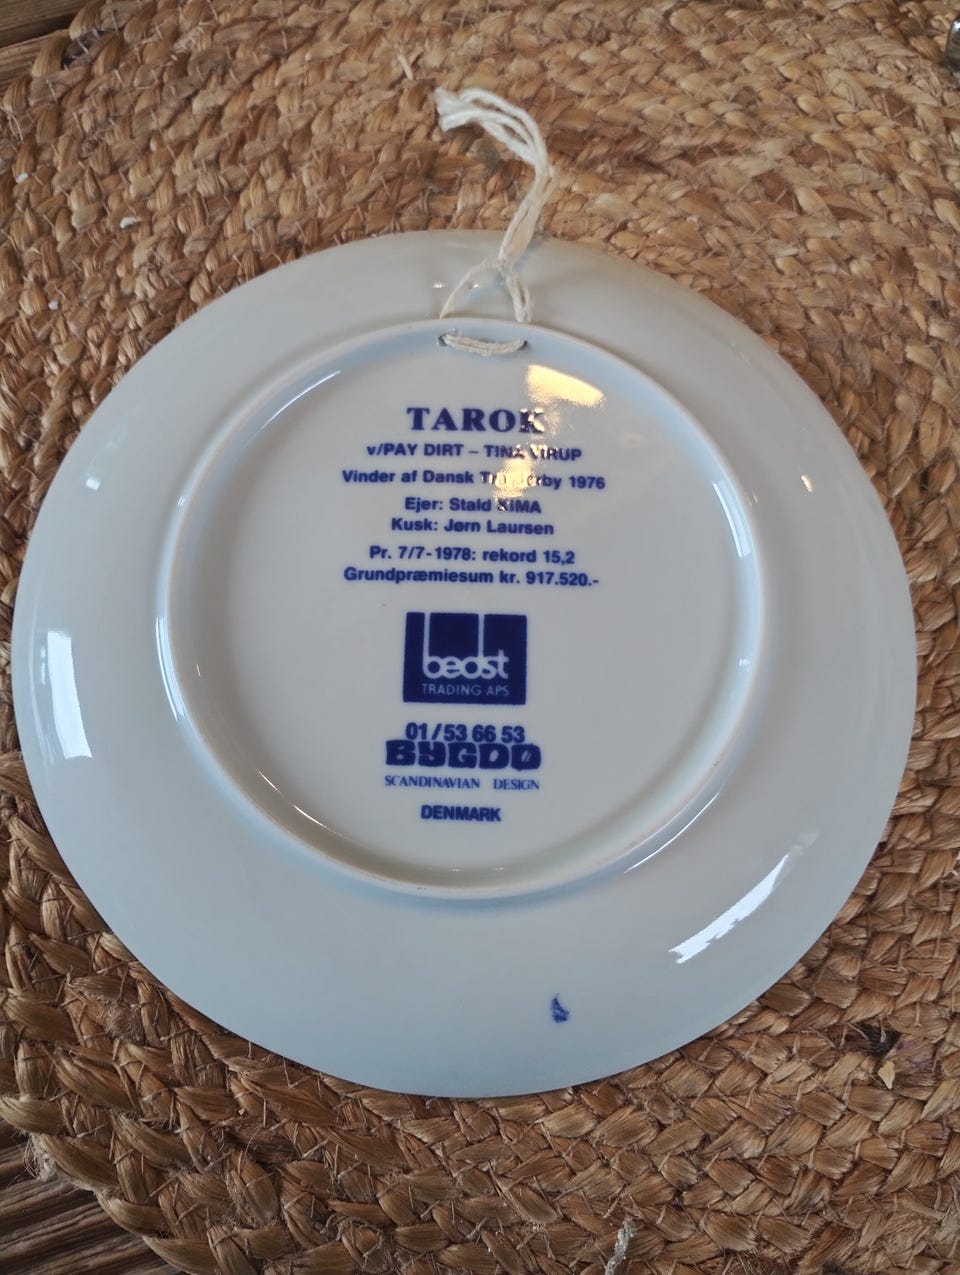 TAROK
v/PAY DIRT – TINA VIRUP
Vinder af Dansk Travderby 1976
Ejer: Stald KIMA
Kusk: Jørn Laursen
Pr. 7/7-1978: rekord 15,2
Grundpræmiesum kr. 917.520.-
beost
TRADING APS
01/53 66 53
BYGDØ
SCANDINAVIAN DESIGN
DENMARK